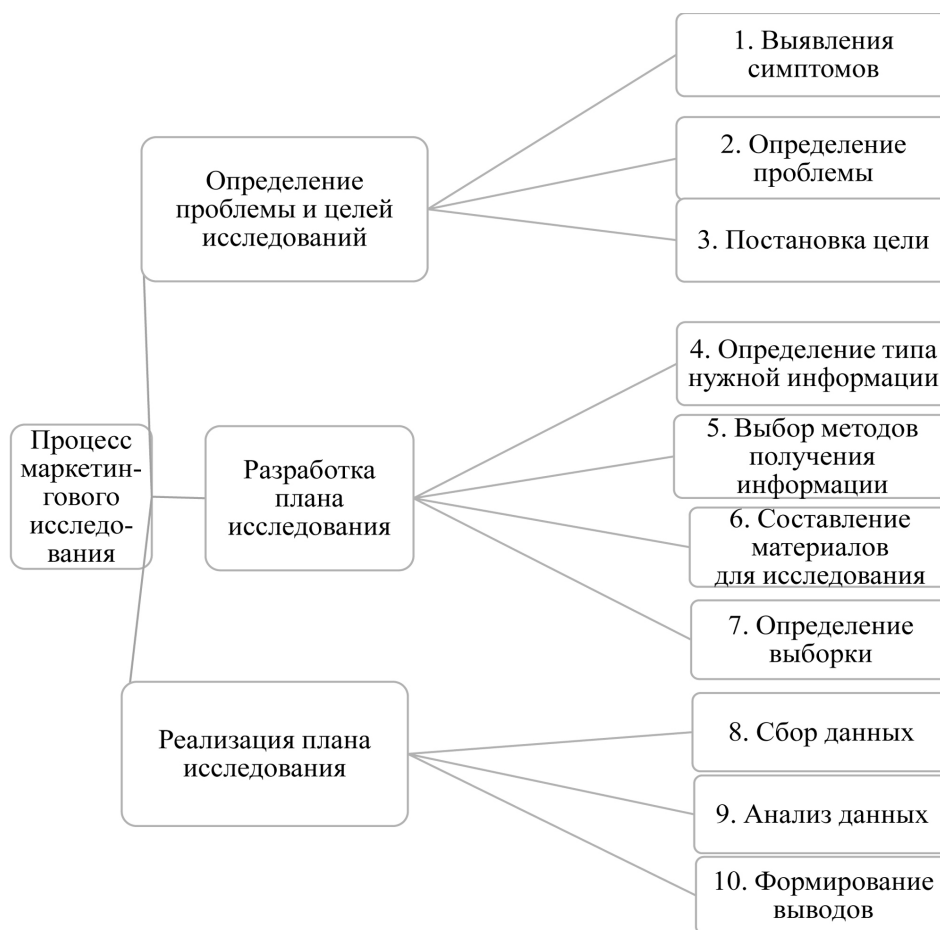 Процесс
маркетин-
гового
исследо-
вания
Определение
проблемы и целей
исследований
1. Выявления
симптомов
2. Определение
проблемы
3. Постановка цели
Разработка
плана
исследования
4. Определение типа
нужной информации
5. Выбор методов
получения
информации
6. Составление
материалов
для исследования
7. Определение
выборки
Реализация плана
исследования
8. Сбор данных
9. Анализ данных
10. Формирование
выводов